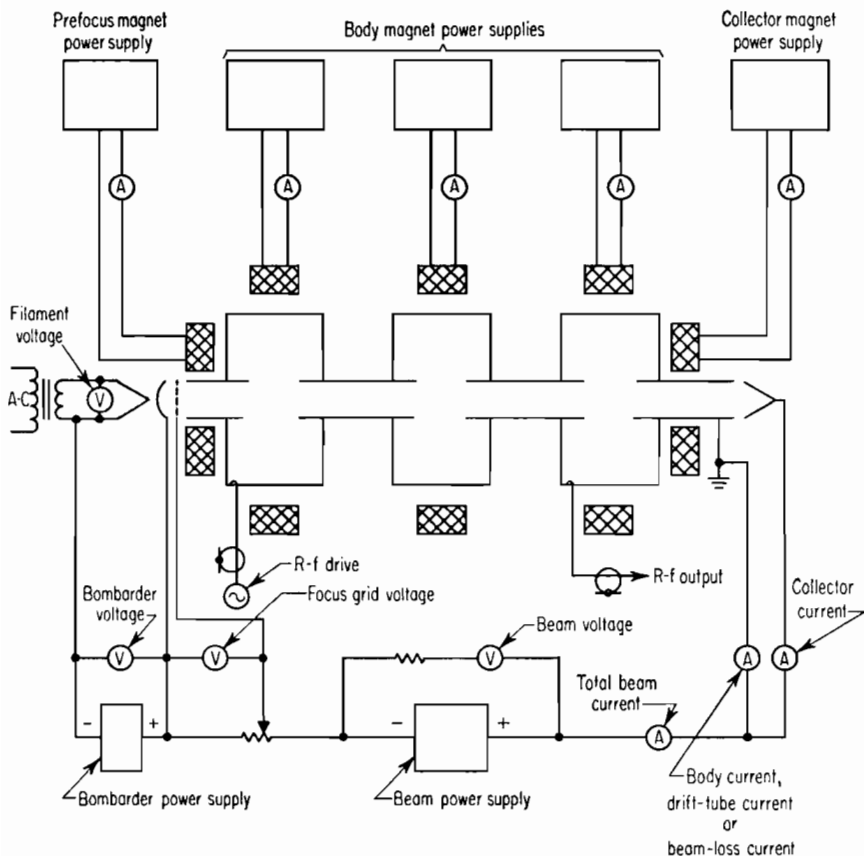 Prefocus magnet
power supply
Body magnet power supplies
Collector magnet
power supply
A
A
A
A
A
Filament
voltage
A-C
V
R-f drive
R-f output
Bombarder
voltage
Focus grid voltage
Beam voltage
Collector
current
V
V
V
A
A
Total beam
current
- +
- +
A
Bombarder power supply
Beam power supply
Body current,
drift-tube current
or
beam-loss current